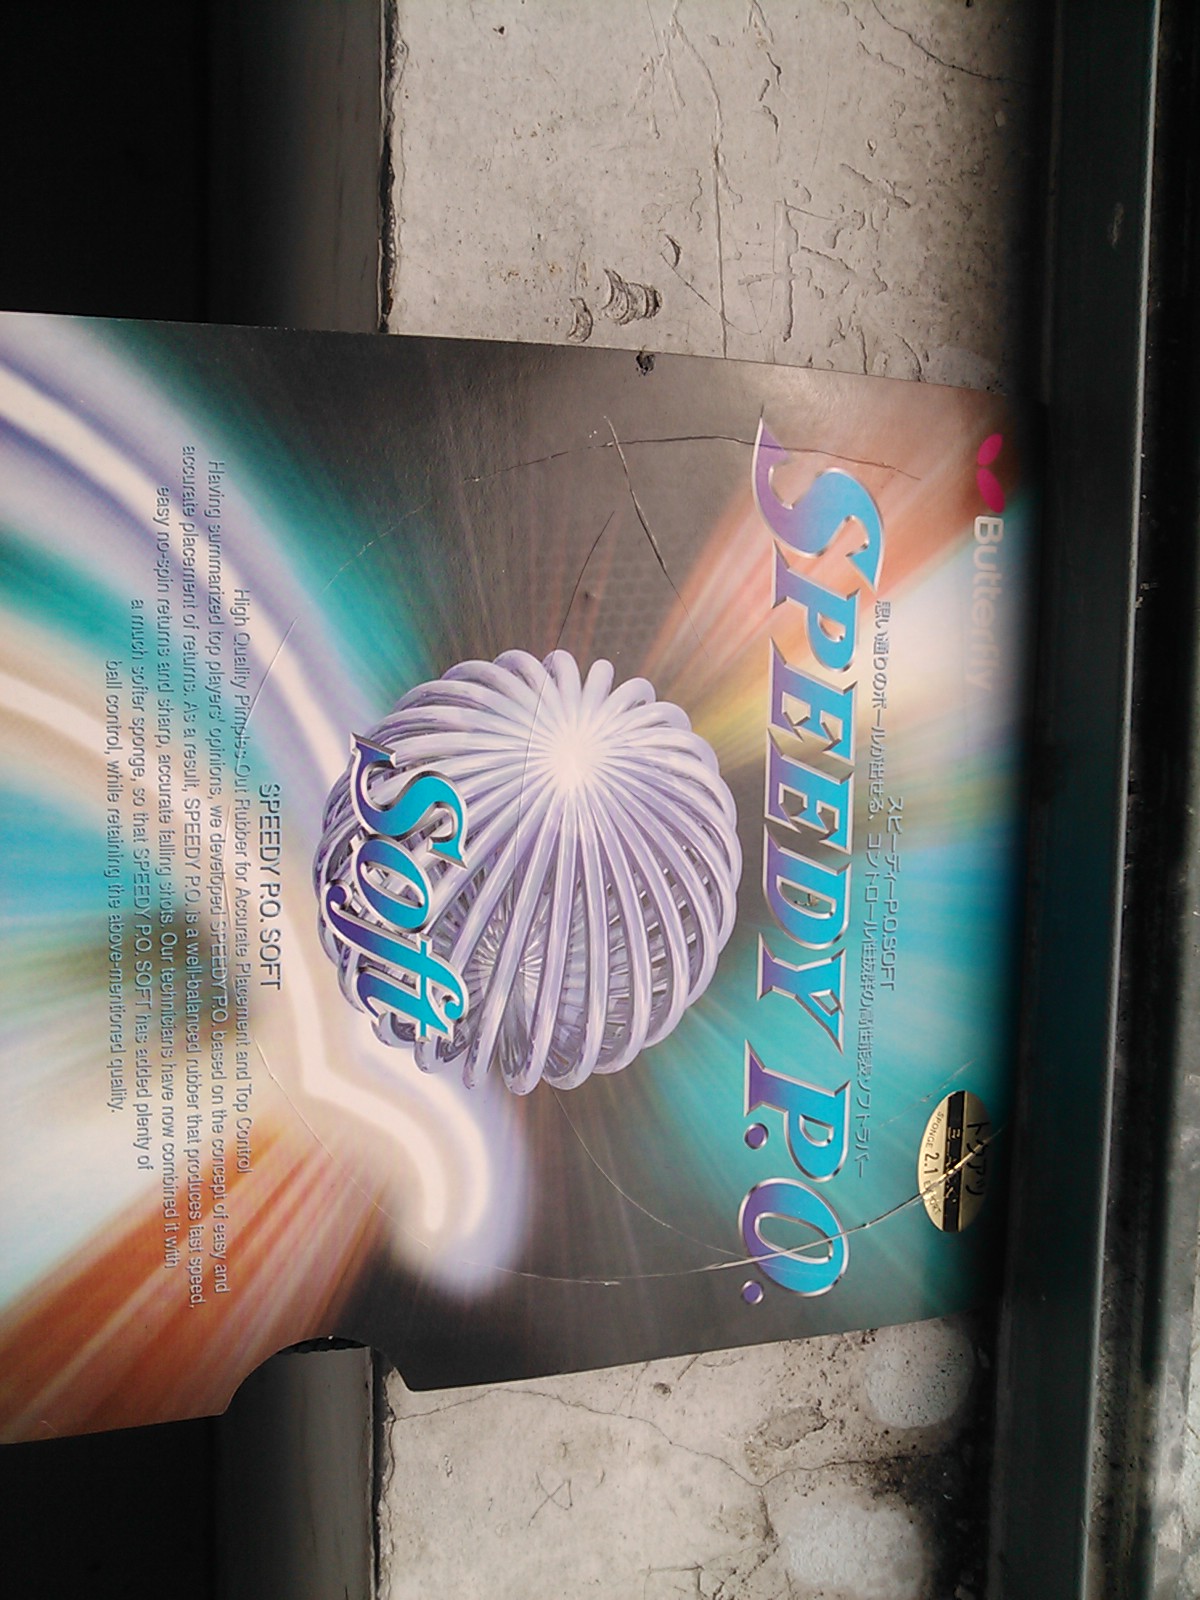 Butterfly
スピーディーP.O.SOFT
思い通りのボールが出せる、コントロール性抜群の高性能表ソフトラバー
トクアツ
SPONGE 2.1
SPEEDY P.O.
Soft
SPEEDY P.O. SOFT
High Quality Pimples Out Rubber for Accurate Placement and Top Control
Having summarized top players' opinions, we developed SPEEDY P.O. based on the concept of easy and
accurate placement of returns. As a result, SPEEDY P.O. is a well-balanced rubber that produces fast speed,
easy no-spin returns and sharp, accurate falling shots. Our technicians have now combined it with
a much softer sponge, so that SPEEDY P.O. SOFT has added plenty of
ball control, while retaining the above-mentioned quality.